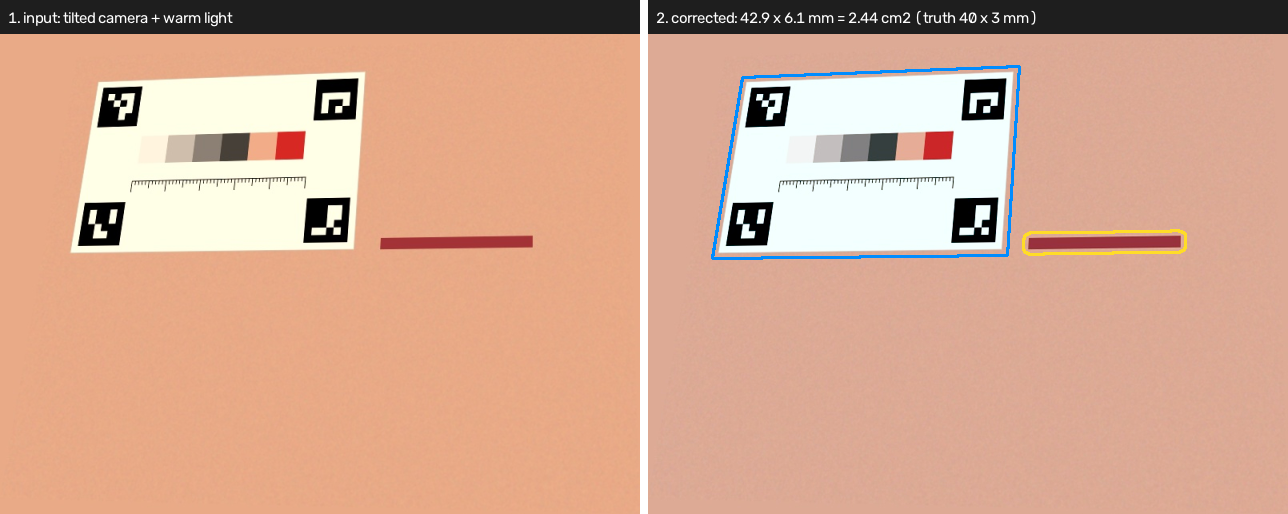 1. input: tilted camera + warm light
2. corrected: 42.9 x 6.1 mm = 2.44 cm2 (truth 40 x 3 mm)